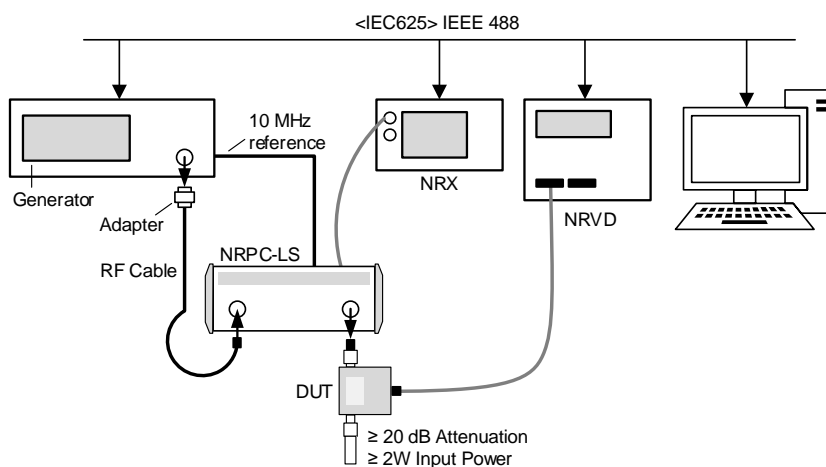 <IEC625> IEEE 488
10 MHz
reference
Generator
Adapter
NRX
NRVD
NRPC-LS
RF Cable
DUT
≥ 20 dB Attenuation
≥ 2W Input Power